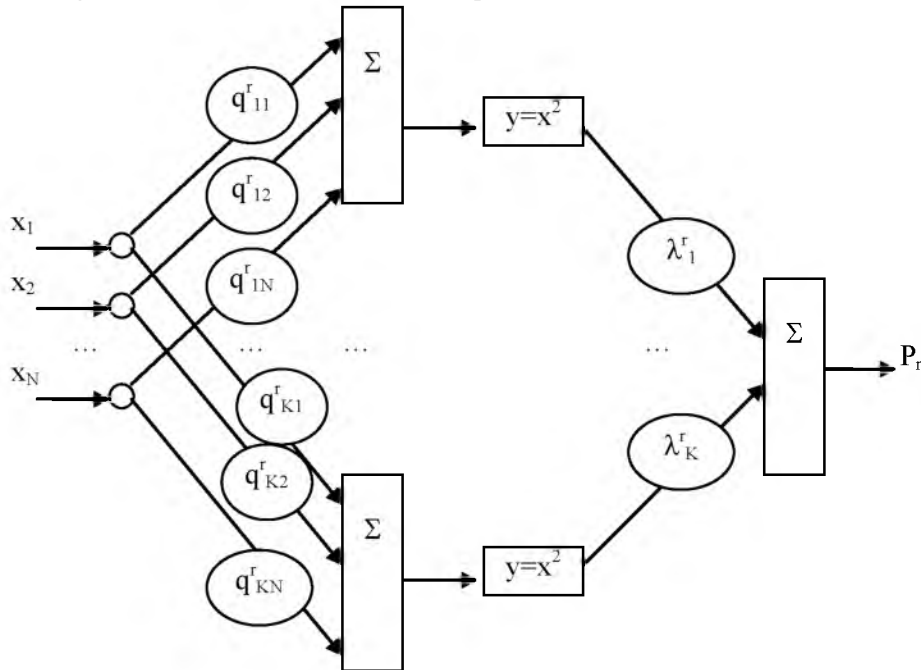 Σ
q^r_11
y=x^2
q^r_12
x_1
q^r_1N
λ^r_1
x_2
Σ
... ... ... ...
P_r
x_N
q^r_K1
λ^r_K
q^r_K2
Σ
y=x^2
q^r_KN